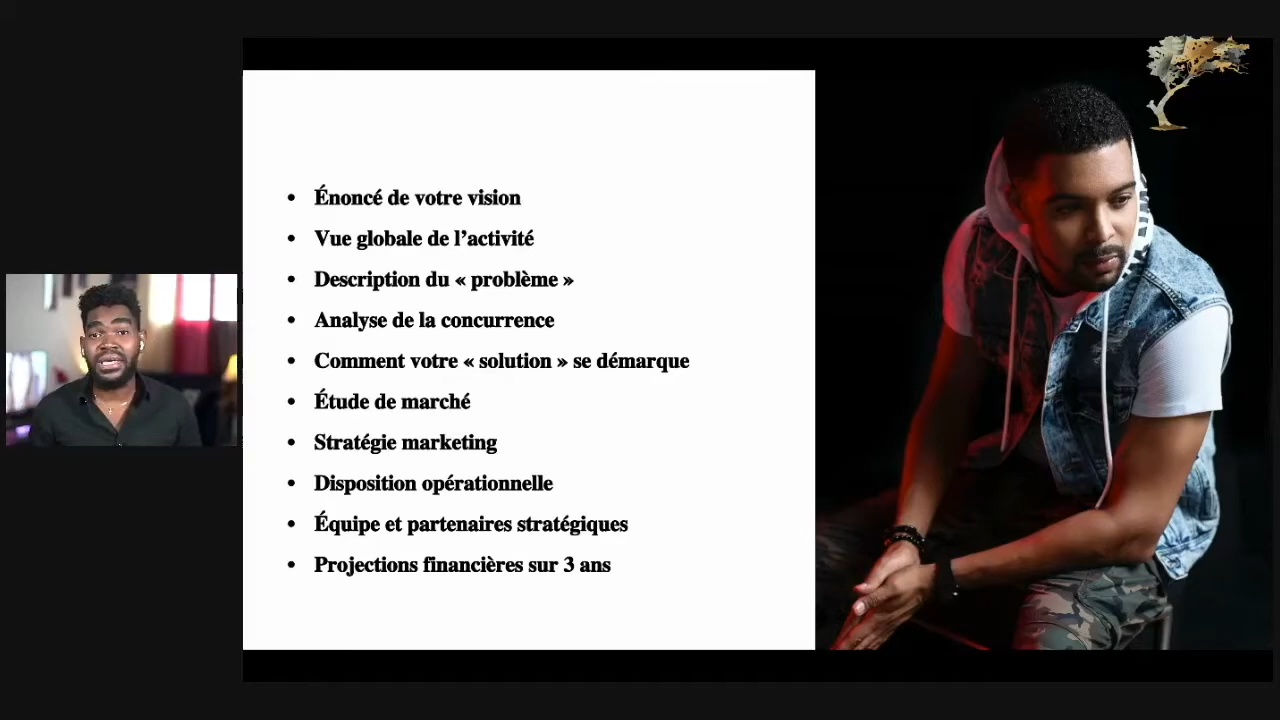 • Énoncé de votre vision
• Vue globale de l’activité
• Description du « problème »
• Analyse de la concurrence
• Comment votre « solution » se démarque
• Étude de marché
• Stratégie marketing
• Disposition opérationnelle
• Équipe et partenaires stratégiques
• Projections financières sur 3 ans